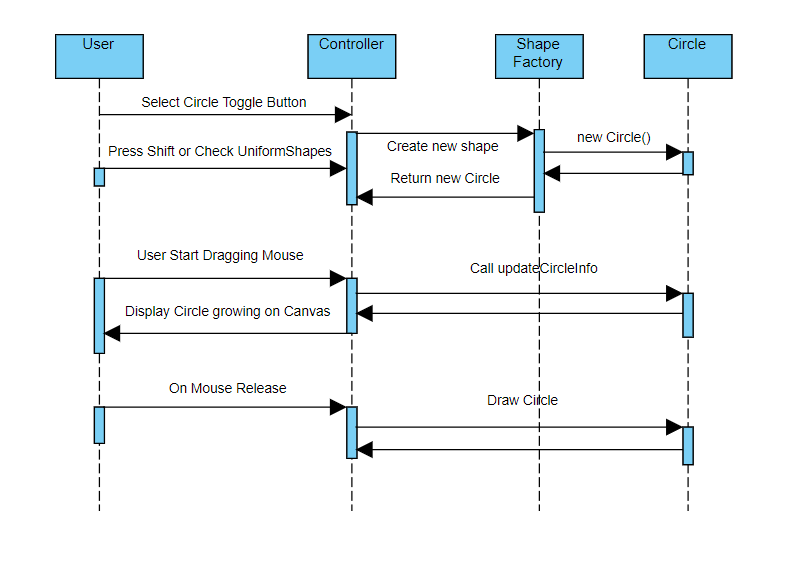 User
Controller
Shape
Factory
Circle
Select Circle Toggle Button
new Circle()
Create new shape
Press Shift or Check UniformShapes
Return new Circle
User Start Dragging Mouse
Call updateCircleInfo
Display Circle growing on Canvas
On Mouse Release
Draw Circle